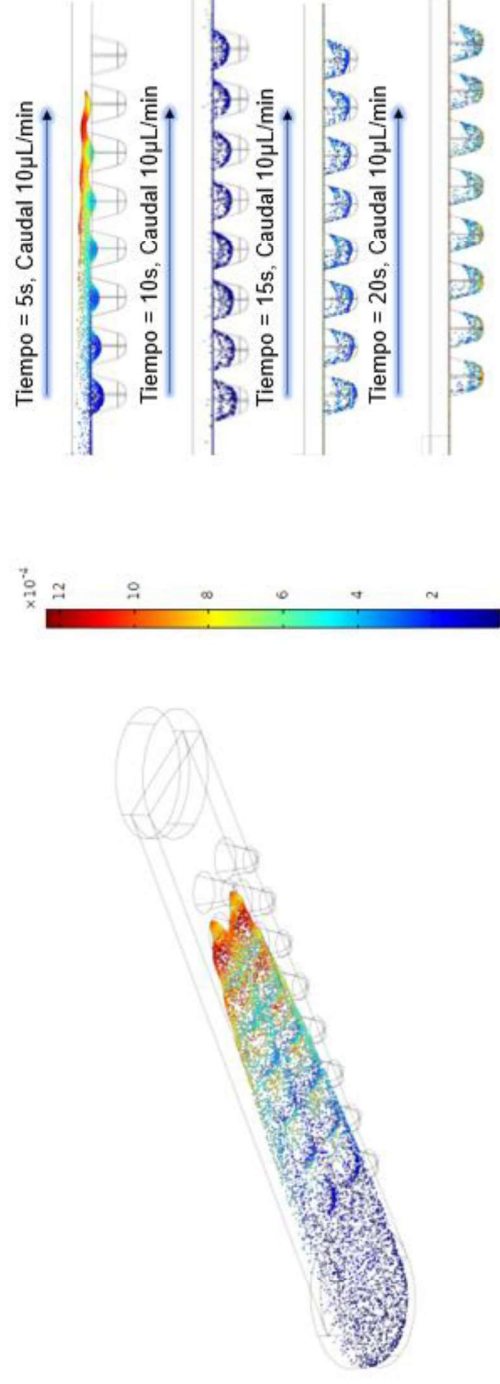 Tiempo = 5s, Caudal 10µL/min
Tiempo = 10s, Caudal 10µL/min
Tiempo = 15s, Caudal 10µL/min
Tiempo = 20s, Caudal 10µL/min
×10⁻⁴
12
10
8
6
4
2